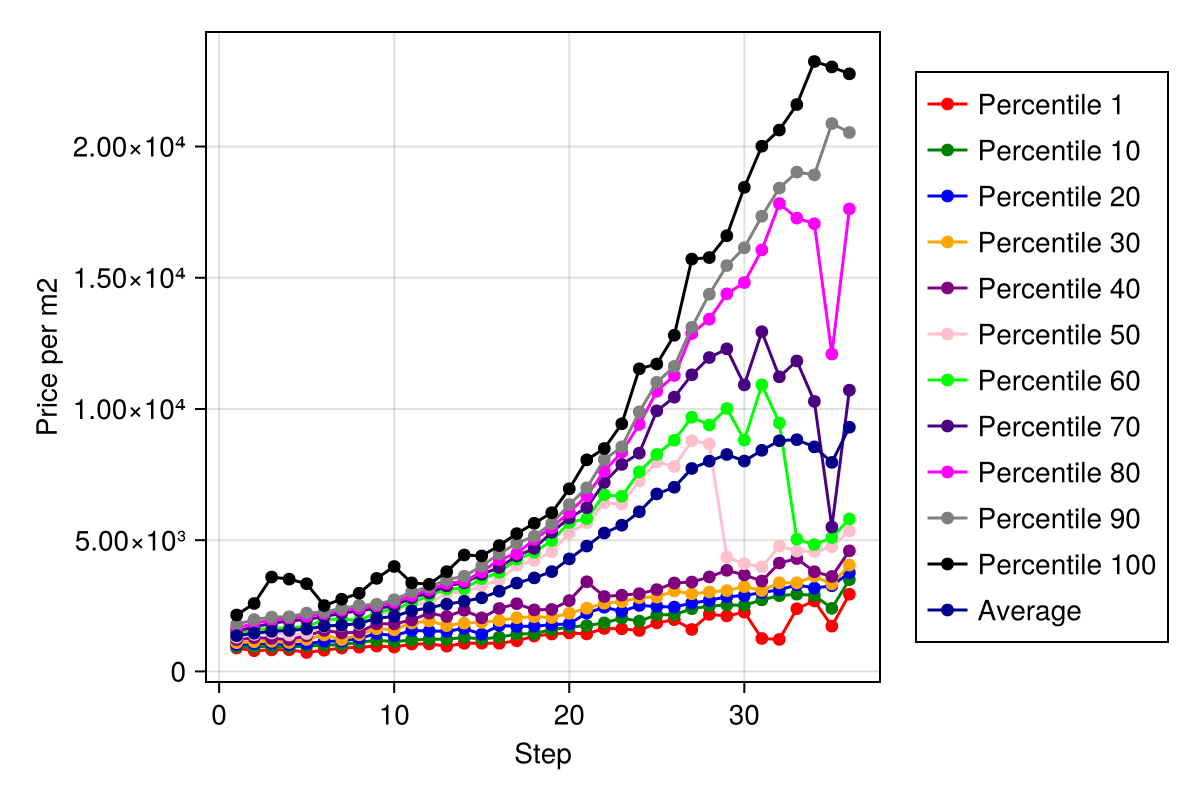 Price per m2
2.00×10⁴
1.50×10⁴
1.00×10⁴
5.00×10³
0
0 10 20 30
Step
Percentile 1
Percentile 10
Percentile 20
Percentile 30
Percentile 40
Percentile 50
Percentile 60
Percentile 70
Percentile 80
Percentile 90
Percentile 100
Average